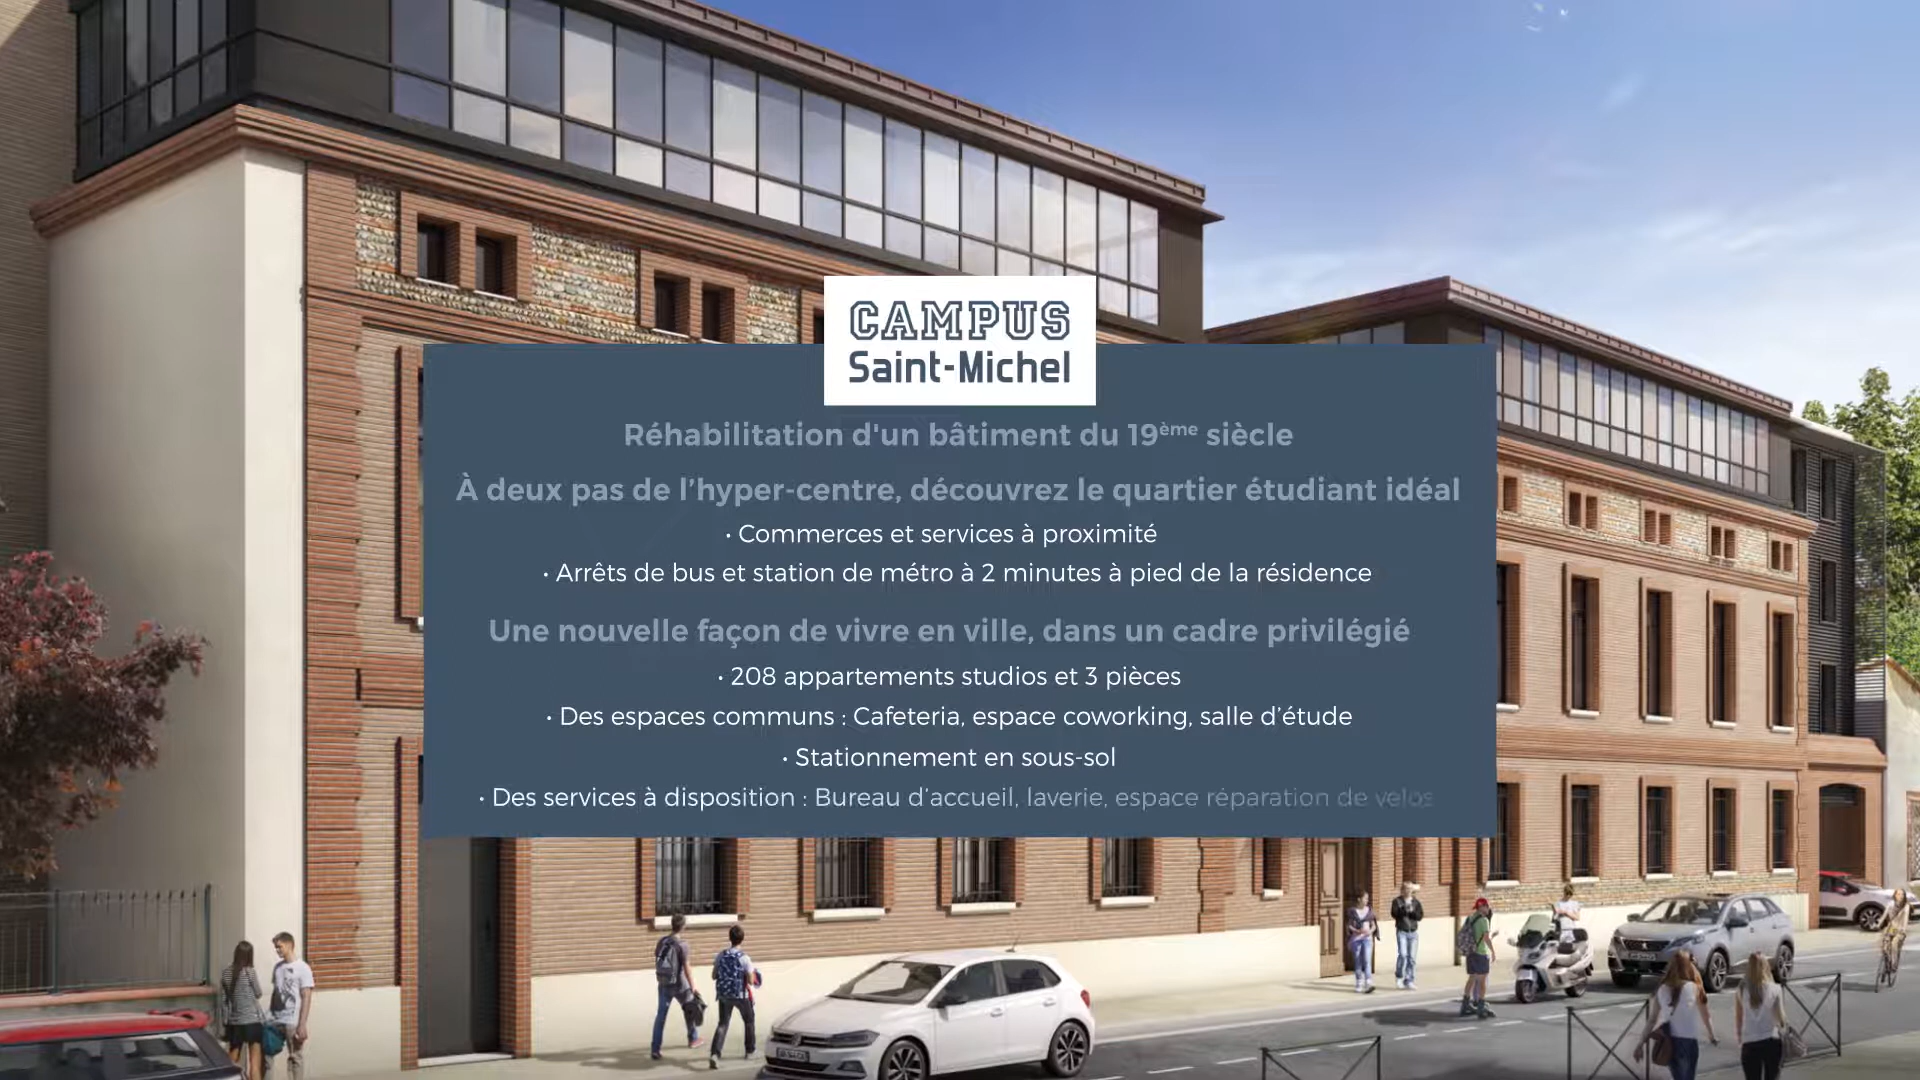 CAMPUS
Saint-Michel
Réhabilitation d'un bâtiment du 19ème siècle
À deux pas de l’hyper-centre, découvrez le quartier étudiant idéal
• Commerces et services à proximité
• Arrêts de bus et station de métro à 2 minutes à pied de la résidence
Une nouvelle façon de vivre en ville, dans un cadre privilégié
• 208 appartements studios et 3 pièces
• Des espaces communs : Cafeteria, espace coworking, salle d’étude
• Stationnement en sous-sol
• Des services à disposition : Bureau d’accueil, laverie, espace réparation de velos